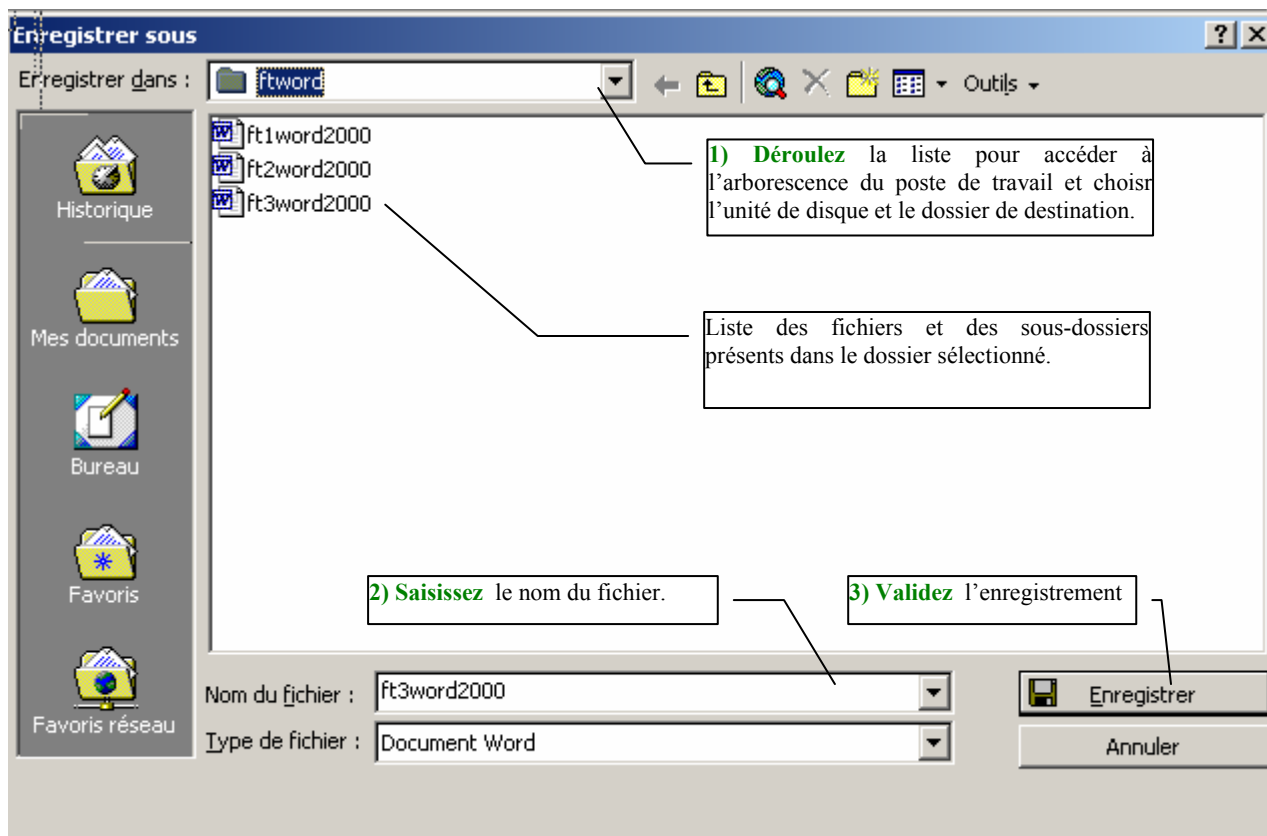 Enregistrer sous
Enregistrer dans :
ftword
Outils
Historique
Mes documents
Bureau
Favoris
Favoris réseau
ft1word2000
ft2word2000
ft3word2000
1) Déroulez la liste pour accéder à
l’arborescence du poste de travail et choisr
l’unité de disque et le dossier de destination.
Liste des fichiers et des sous-dossiers
présents dans le dossier sélectionné.
2) Saisissez le nom du fichier.
3) Validez l’enregistrement
Nom du fichier :
ft3word2000
Enregistrer
Type de fichier :
Document Word
Annuler